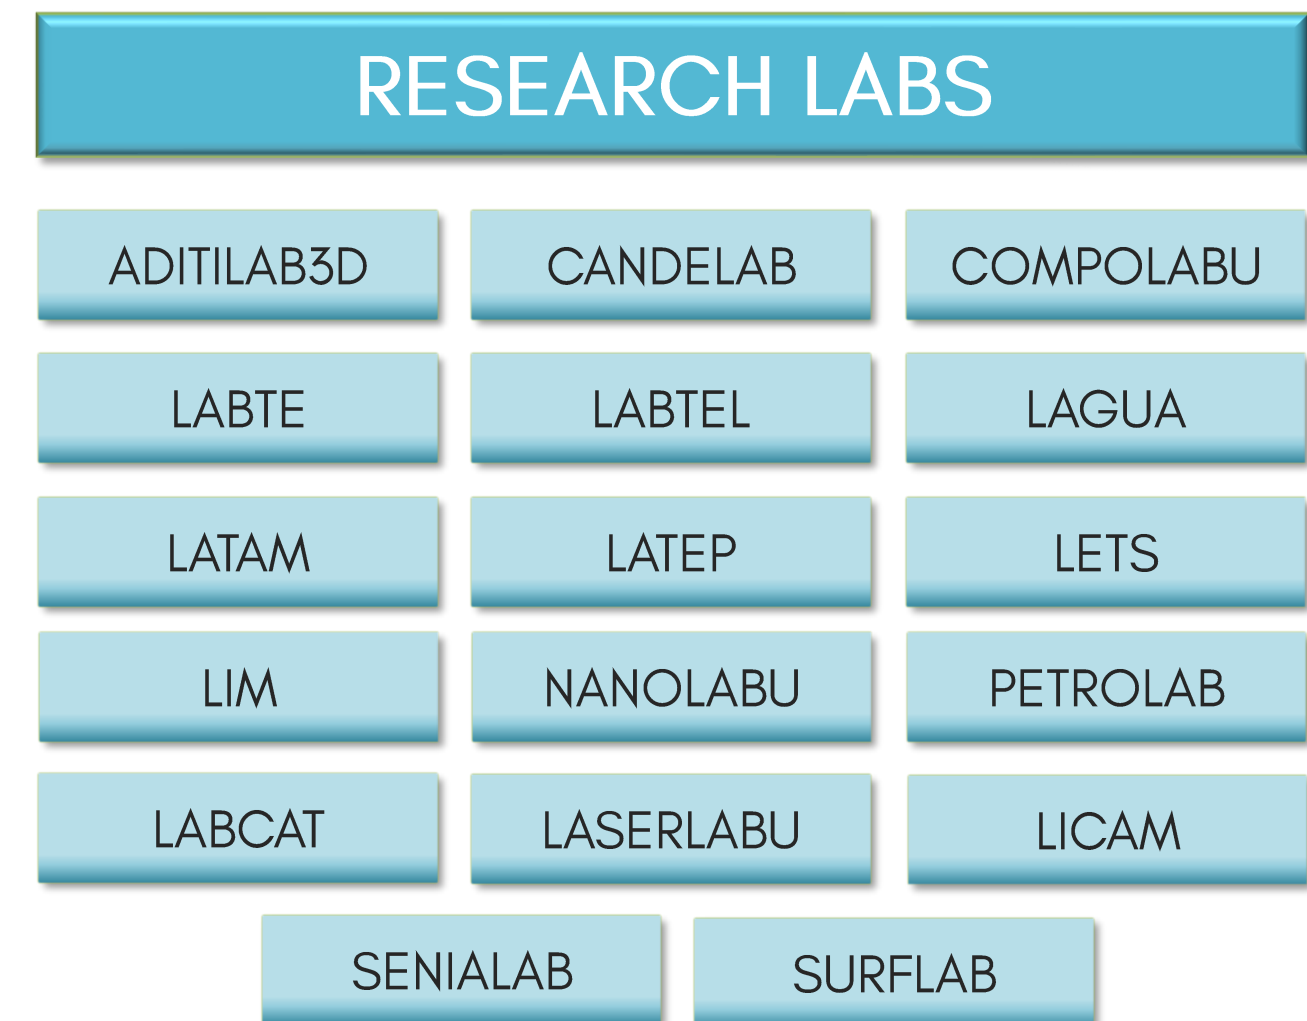 RESEARCH LABS
ADITILAB3D
CANDELAB
COMPOLABU
LABTE
LABTEL
LAGUA
LATAM
LATEP
LETS
LIM
NANOLABU
PETROLAB
LABCAT
LASERLABU
LICAM
SENIALAB
SURFLAB